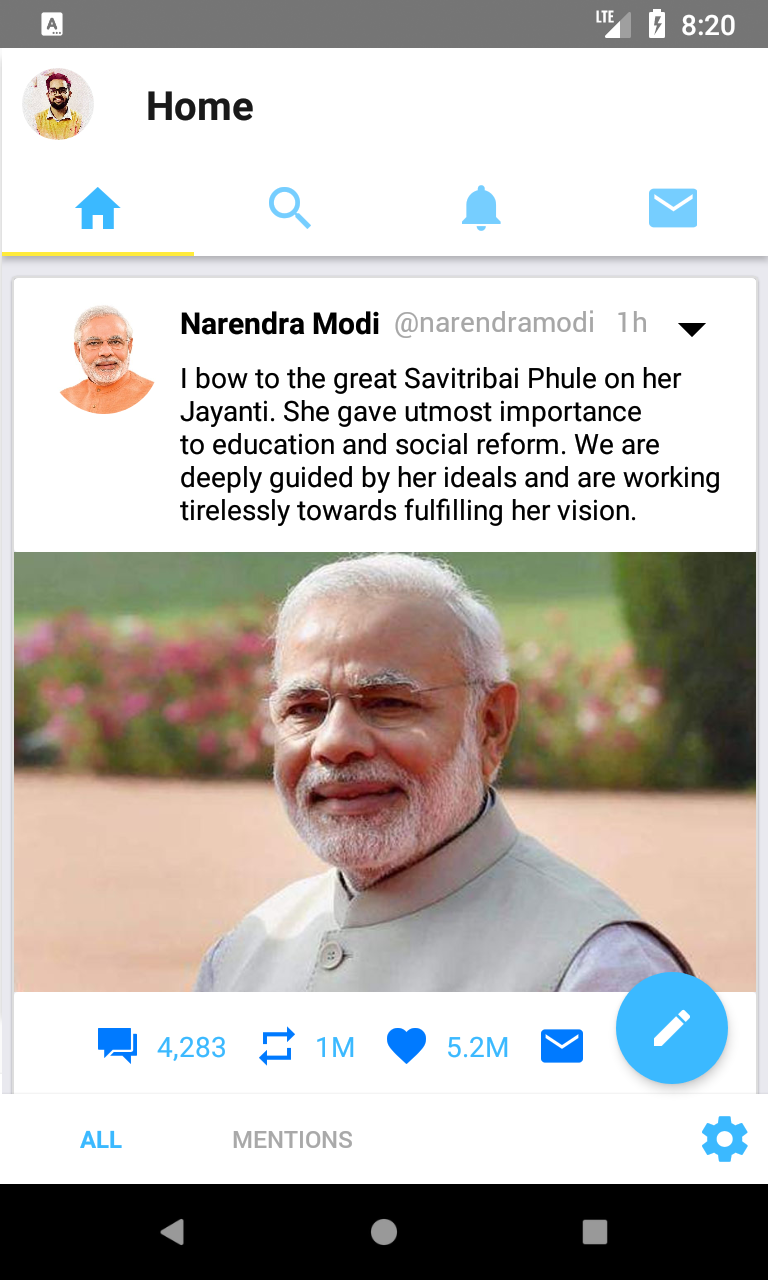 A
LTE
8:20
Home
Narendra Modi @narendramodi 1h
I bow to the great Savitribai Phule on her
Jayanti. She gave utmost importance
to education and social reform. We are
deeply guided by her ideals and are working
tirelessly towards fulfilling her vision.
4,283 1M 5.2M
ALL MENTIONS